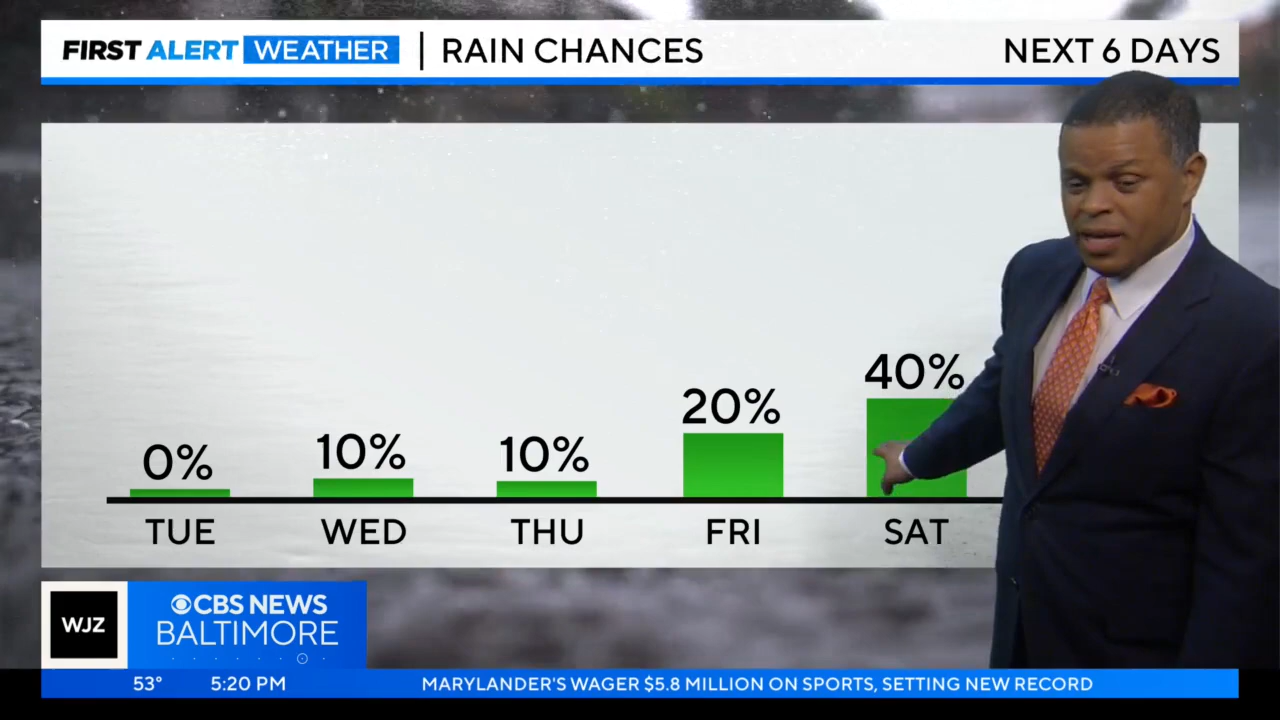 FIRST ALERT WEATHER | RAIN CHANCES NEXT 6 DAYS
0% 10% 10% 20% 40%
TUE WED THU FRI SAT
WJZ
CBS NEWS
BALTIMORE
53° 5:20 PM MARYLANDER'S WAGER $5.8 MILLION ON SPORTS, SETTING NEW RECORD